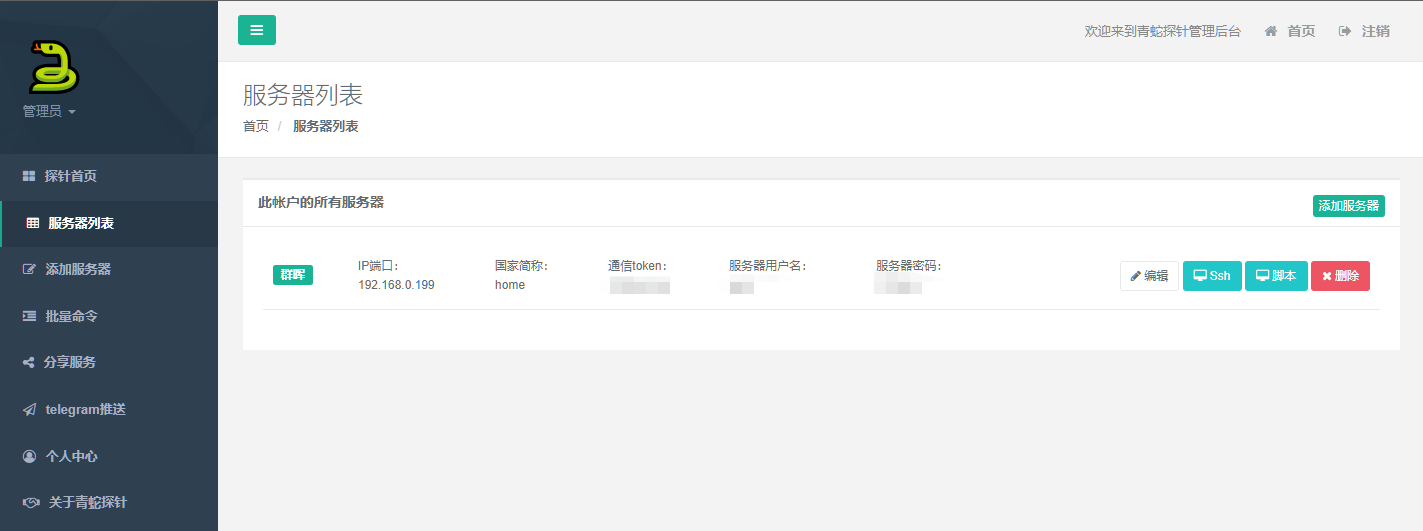 欢迎来到青蛇探针管理后台 首页 注销
管理员
探针首页
服务器列表
添加服务器
批量命令
分享服务
telegram推送
个人中心
关于青蛇探针
服务器列表
首页 / 服务器列表
此帐户的所有服务器 添加服务器
群晖
IP端口：
192.168.0.199
国家简称：
home
通信token：
服务器用户名：
服务器密码：
编辑 Ssh 脚本 删除